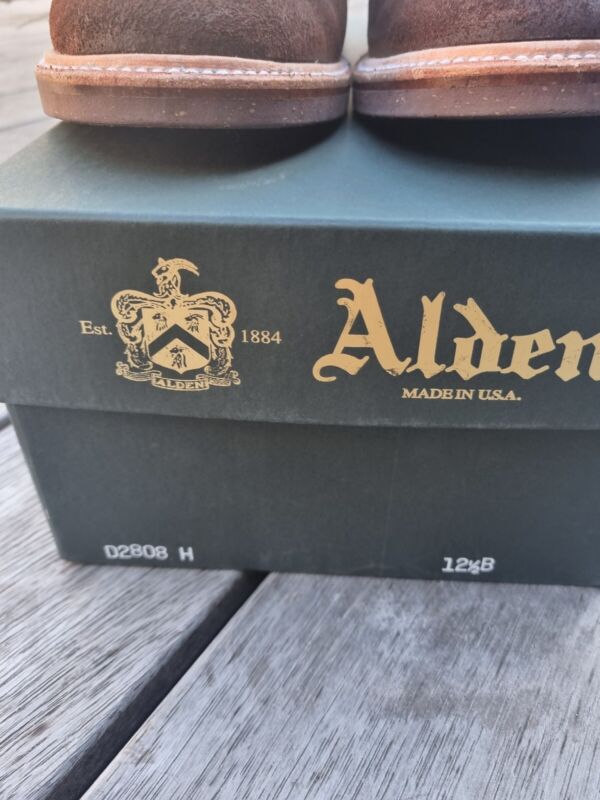 Est.
1884
ALDEN
Alden
MADE IN U.S.A.
D2808 H
12½B